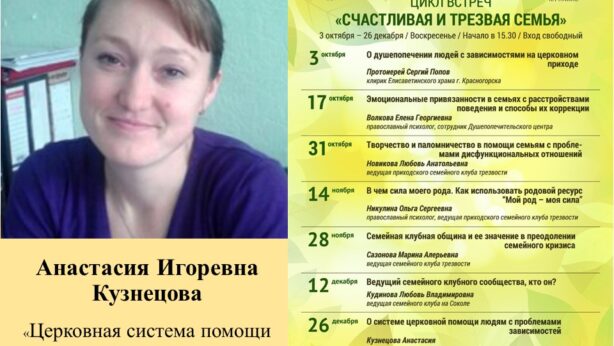 Анастасия Игоревна
Кузнецова
«Церковная система помощи
ЦИКЛ ВСТРЕЧ
«СЧАСТЛИВАЯ И ТРЕЗВАЯ СЕМЬЯ»
3 октября – 26 декабря / Воскресенье / Начало в 15.30 / Вход свободный
3 октября
О душепопечении людей с зависимостями на церковном
приходе
Протоиерей Сергий Попов
клирик Елисаветинского храма г. Красногорска
17 октября
Эмоциональные привязанности в семьях с расстройствами
поведения и способы их коррекции
Волкова Елена Георгиевна
православный психолог, сотрудник Душепопечительского центра
31 октября
Творчество и паломничество в помощи семьям с пробле-
мами дисфункциональных отношений
Новикова Любовь Анатольевна
ведущая приходского семейного клуба трезвости
14 ноября
В чем сила моего рода. Как использовать родовой ресурс
"Мой род – моя сила"
Никулина Ольга Сергеевна
православный психолог, ведущая приходского семейного клуба трезвости
28 ноября
Семейная клубная община и ее значение в преодолении
семейного кризиса
Сазонова Марина Алерьевна
ведущая семейного клуба трезвости
12 декабря
Ведущий семейного клубного сообщества, кто он?
Кудинова Любовь Владимировна
ведущая семейного клуба на Соколе
26 декабря
О системе церковной помощи людям с проблемами
зависимостей
Кузнецова Анастасия